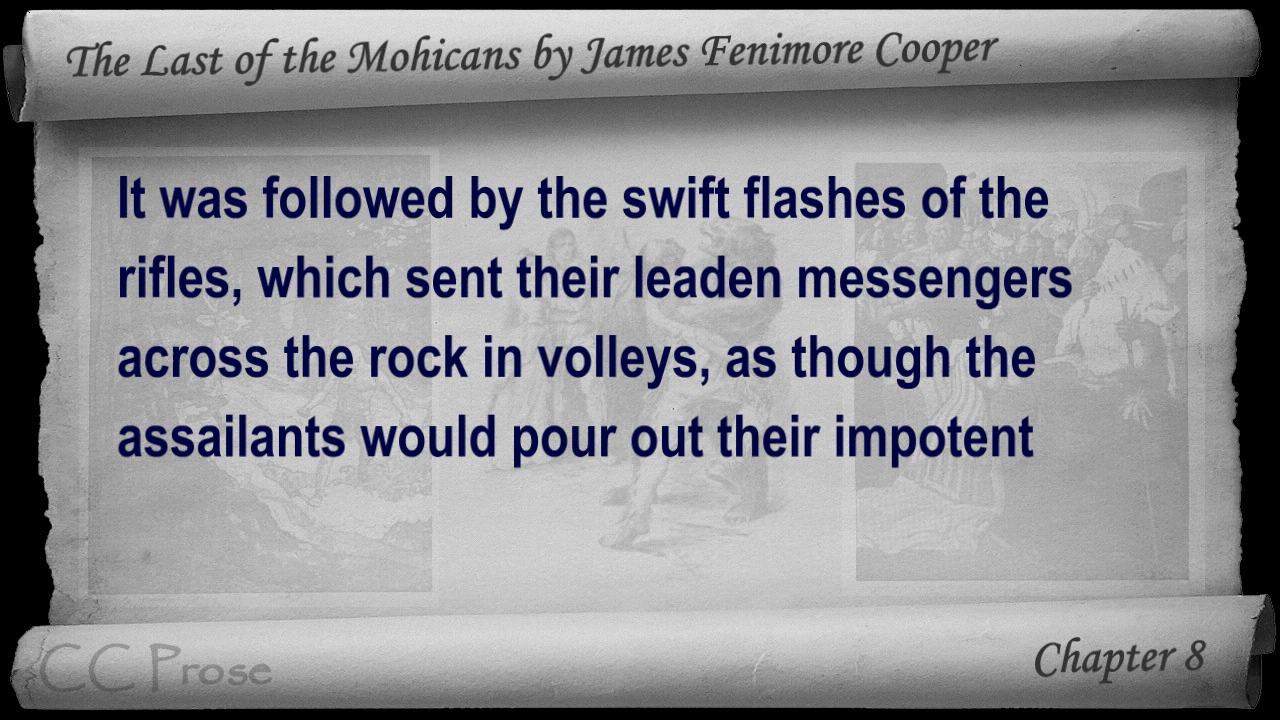 The Last of the Mohicans by James Fenimore Cooper
It was followed by the swift flashes of the
rifles, which sent their leaden messengers
across the rock in volleys, as though the
assailants would pour out their impotent
CC Prose
Chapter 8